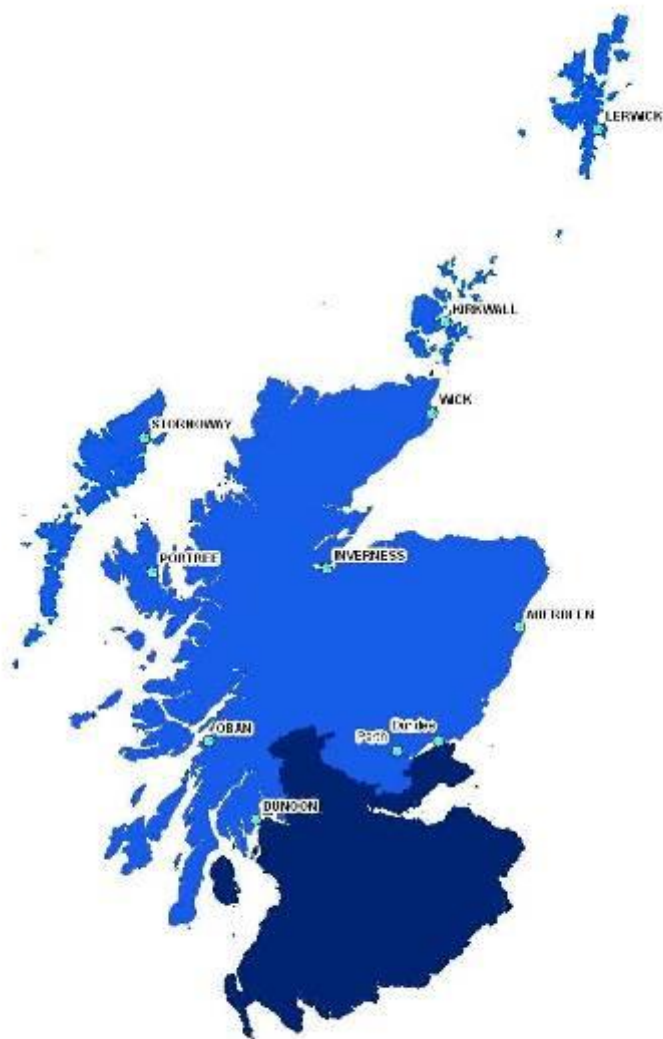 LERWICK
KIRKWALL
WICK
STORNOWAY
PORTREE
INVERNESS
ABERDEEN
Dundee
Perth
OBAN
DUNOON